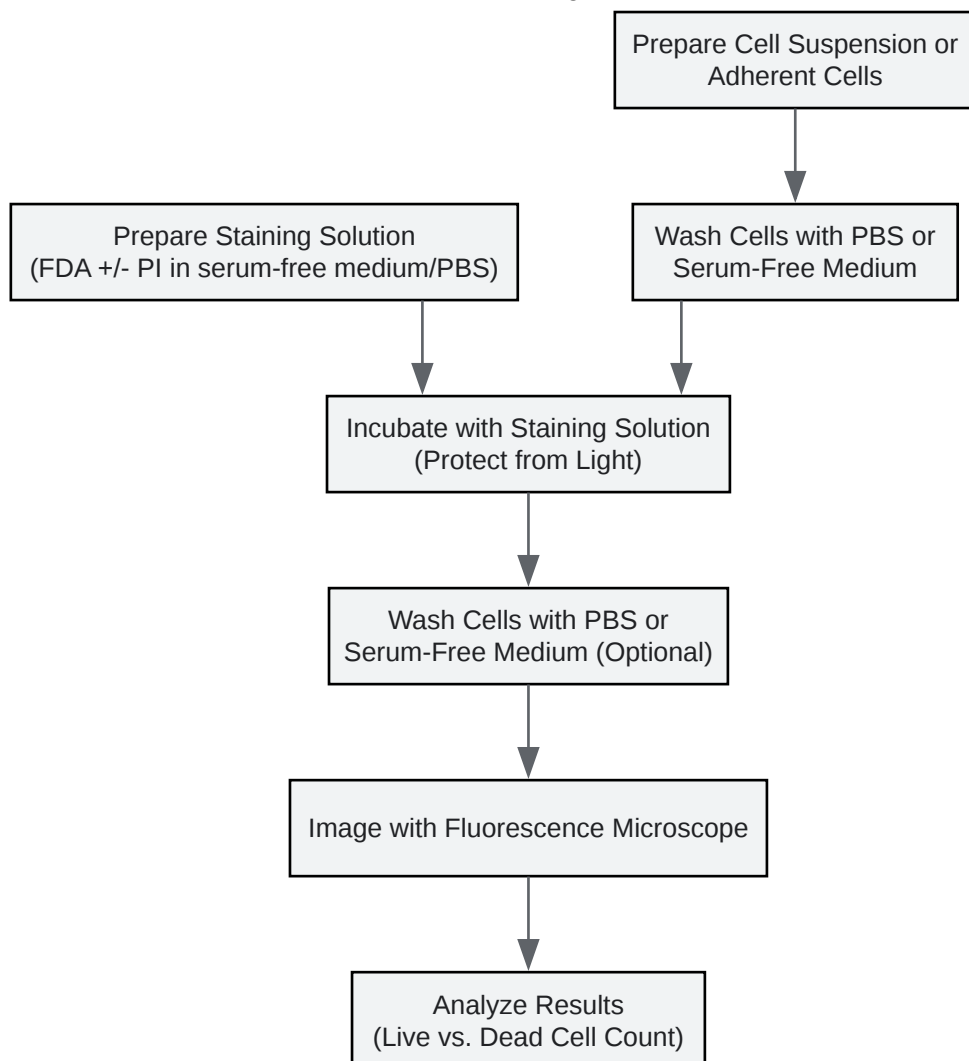 Prepare Cell Suspension or
Adherent Cells
Prepare Staining Solution
(FDA +/- PI in serum-free medium/PBS)
Wash Cells with PBS or
Serum-Free Medium
Incubate with Staining Solution
(Protect from Light)
Wash Cells with PBS or
Serum-Free Medium (Optional)
Image with Fluorescence Microscope
Analyze Results
(Live vs. Dead Cell Count)